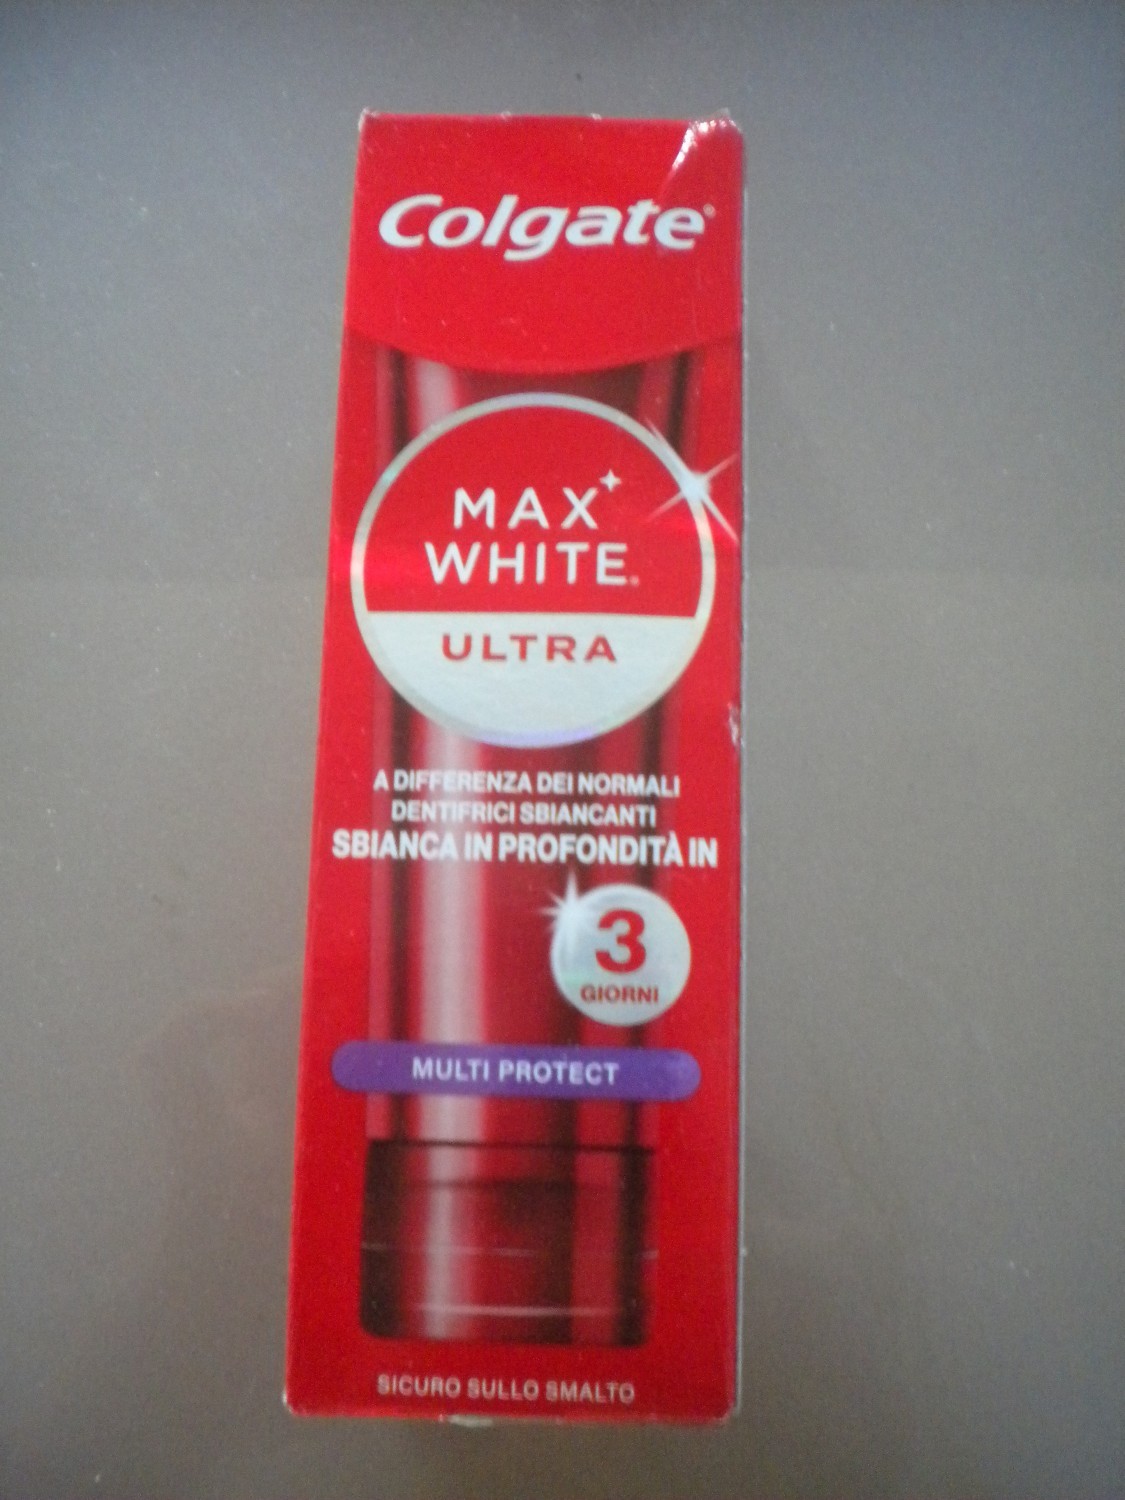 Colgate®
MAX
WHITE®
ULTRA
A DIFFERENZA DEI NORMALI
DENTIFRICI SBIANCANTI
SBIANCA IN PROFONDITÀ IN
3
GIORNI
MULTI PROTECT
SICURO SULLO SMALTO